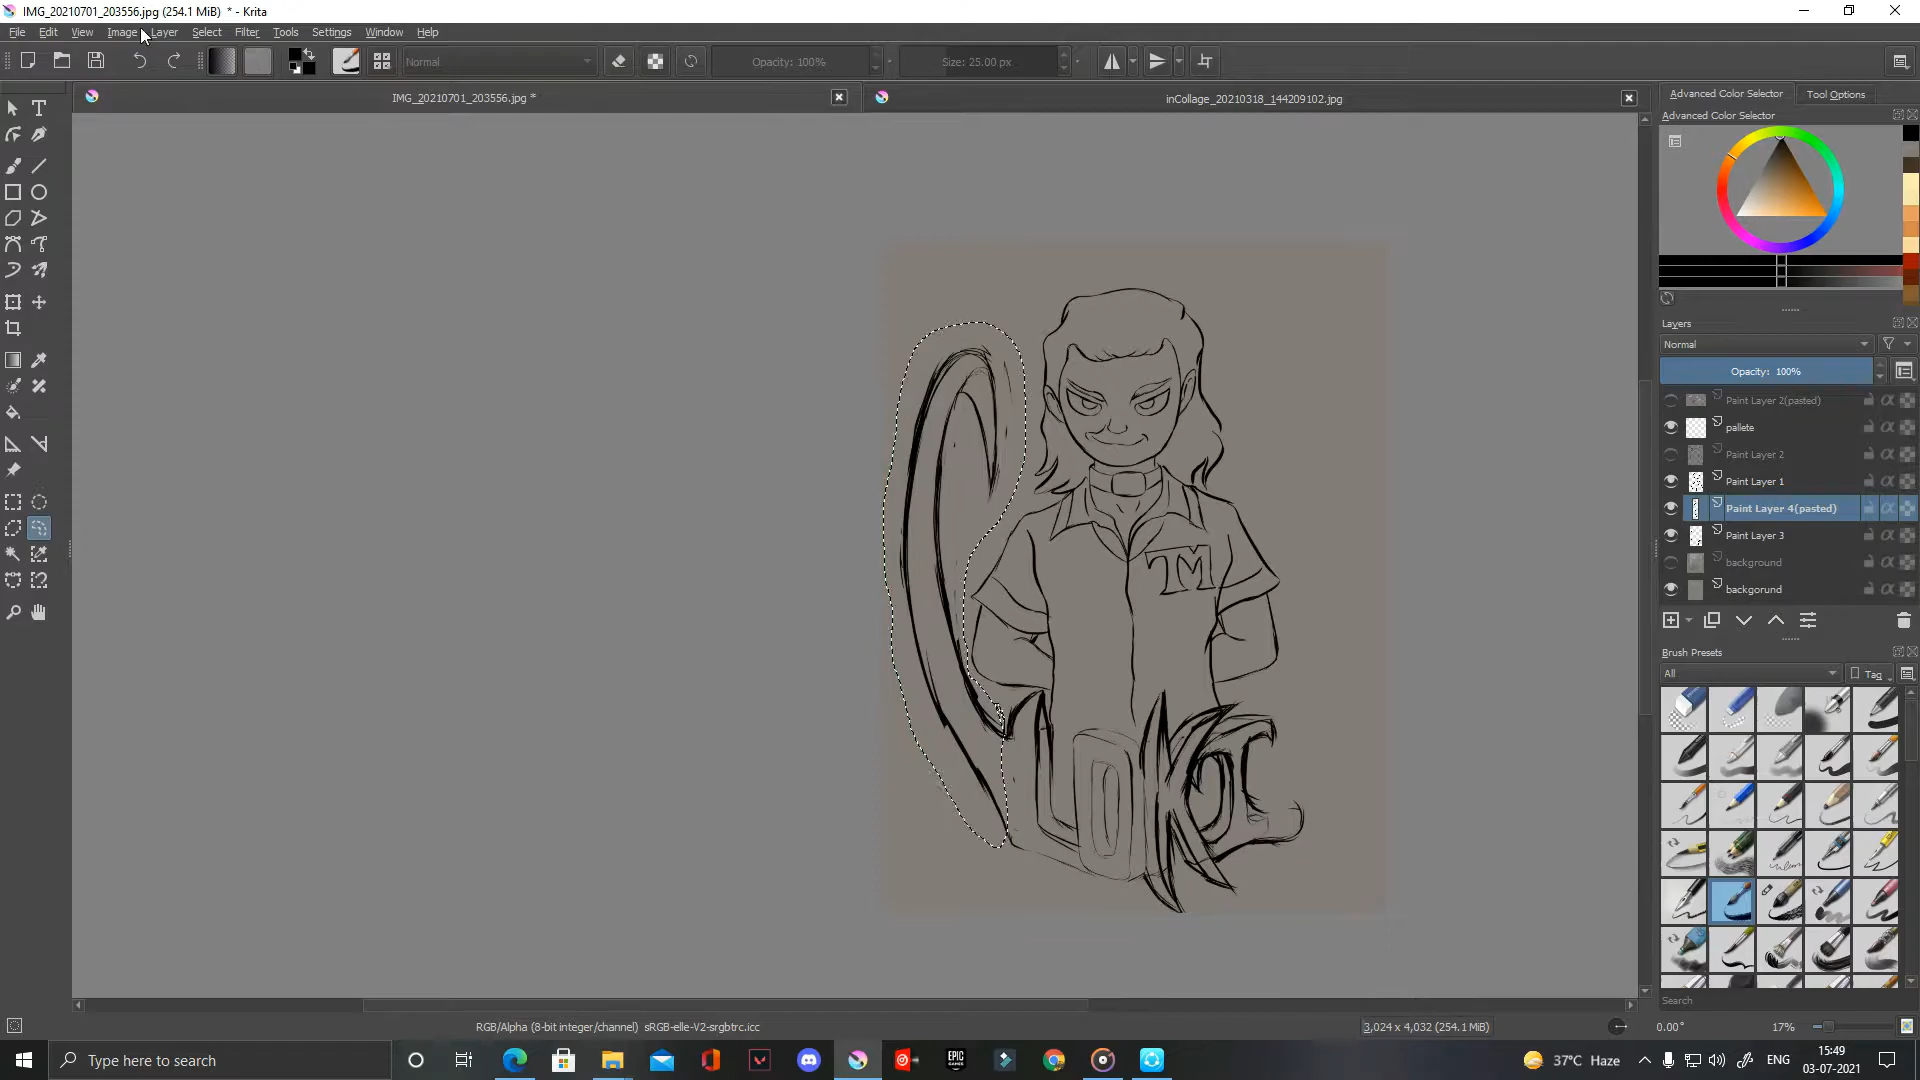 IMG_20210701_203556.jpg (254.1 MiB)  * - Krita
File Edit View Image Layer Select Filter Tools Settings Window Help
Normal
Opacity: 100%
Size: 25.00 px
IMG_20210701_203556.jpg *
inCollage_20210318_144209102.jpg
Advanced Color Selector
Tool Options
Advanced Color Selector
Layers
Normal
Opacity: 100%
Paint Layer 2(pasted)
pallete
Paint Layer 2
Paint Layer 1
Paint Layer 4(pasted)
Paint Layer 3
background
backgorund
Brush Presets
All
Tag
TM
Search
RGB/Alpha (8-bit integer/channel) sRGB-elle-V2-srgbtrc.icc
3,024 x 4,032 (254.1 MiB)
0.00°
17%
Type here to search
EPIC
GAMES
37°C Haze
ENG
15:49
03-07-2021